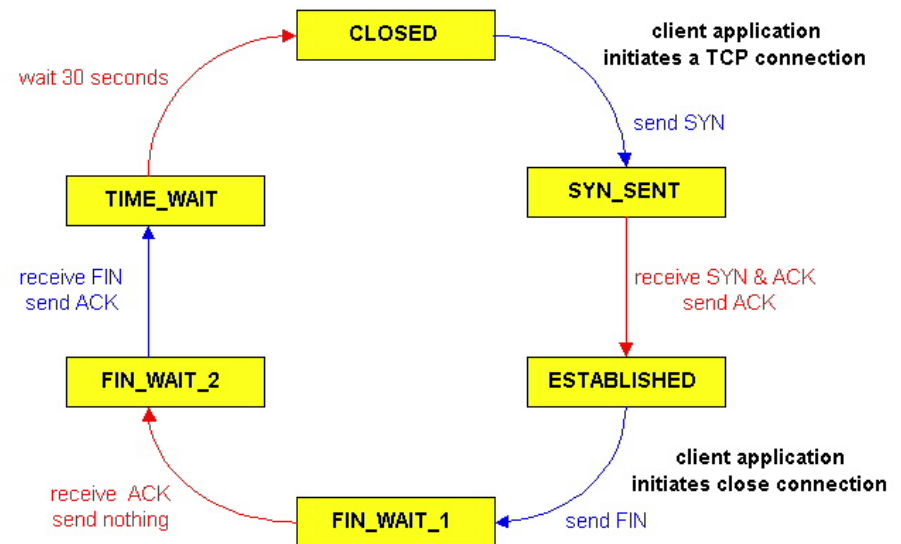 CLOSED
client application
initiates a TCP connection
wait 30 seconds
send SYN
TIME_WAIT
SYN_SENT
receive FIN
send ACK
receive SYN & ACK
send ACK
FIN_WAIT_2
ESTABLISHED
client application
initiates close connection
receive ACK
send nothing
FIN_WAIT_1
send FIN